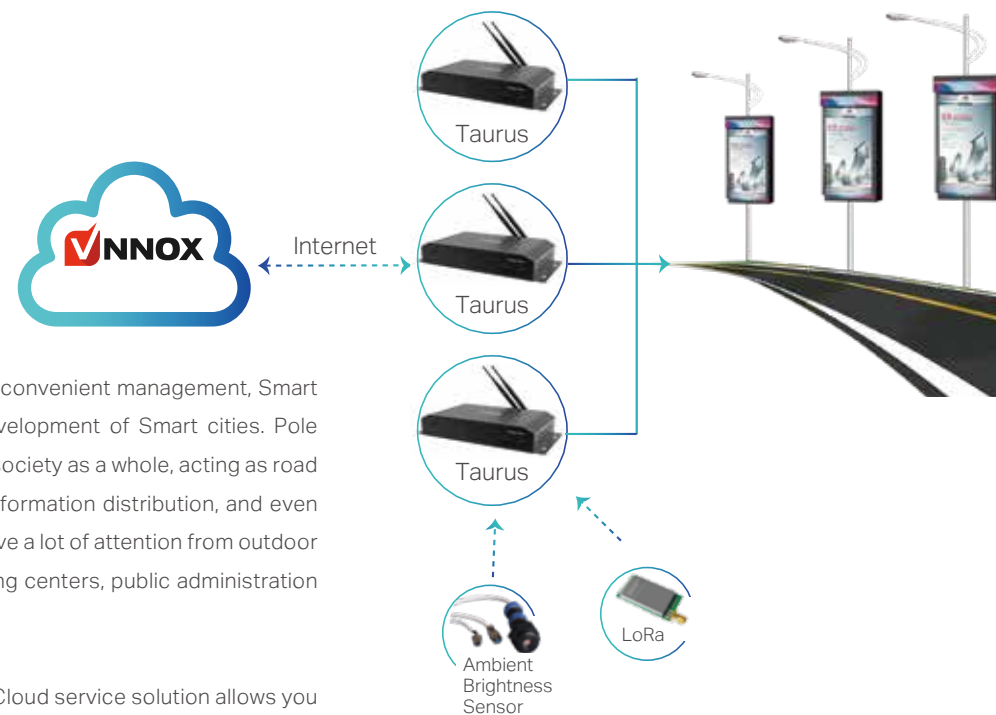 Taurus
VNNOX
Internet
Taurus
Taurus
convenient management, Smart
velopment of Smart cities. Pole
society as a whole, acting as road
formation distribution, and even
ve a lot of attention from outdoor
ng centers, public administration
LoRa
Ambient
Brightness
Sensor
Cloud service solution allows you